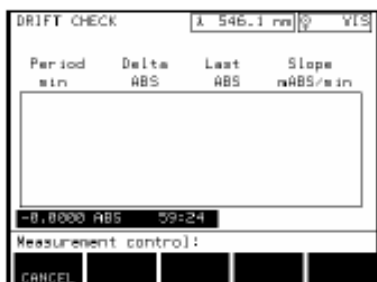 DRIFT CHECK λ 546.1 nm VIS
Period Delta Last Slope
min ABS ABS mABS/min
-0.0000 ABS 59:24
Measurement control:
CANCEL